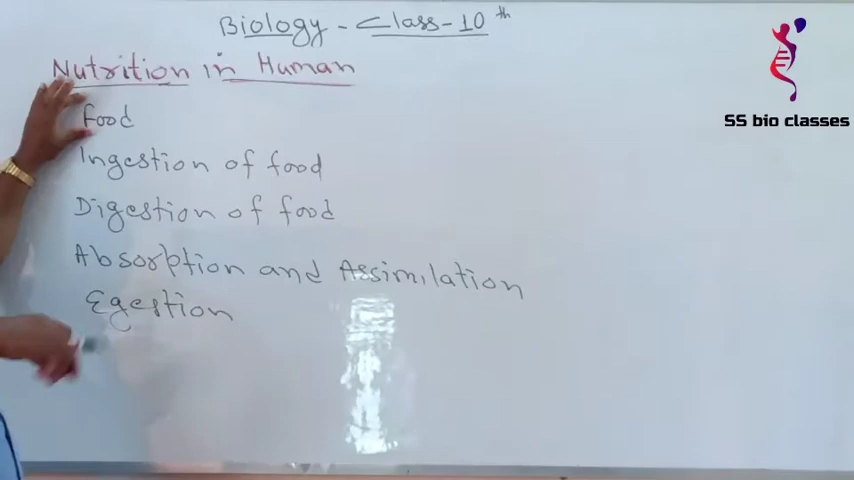 Biology - Class-10th
Nutrition in Human
SS bio classes
Food
Ingestion of food
Digestion of food
Absorption and Assimilation
Egestion